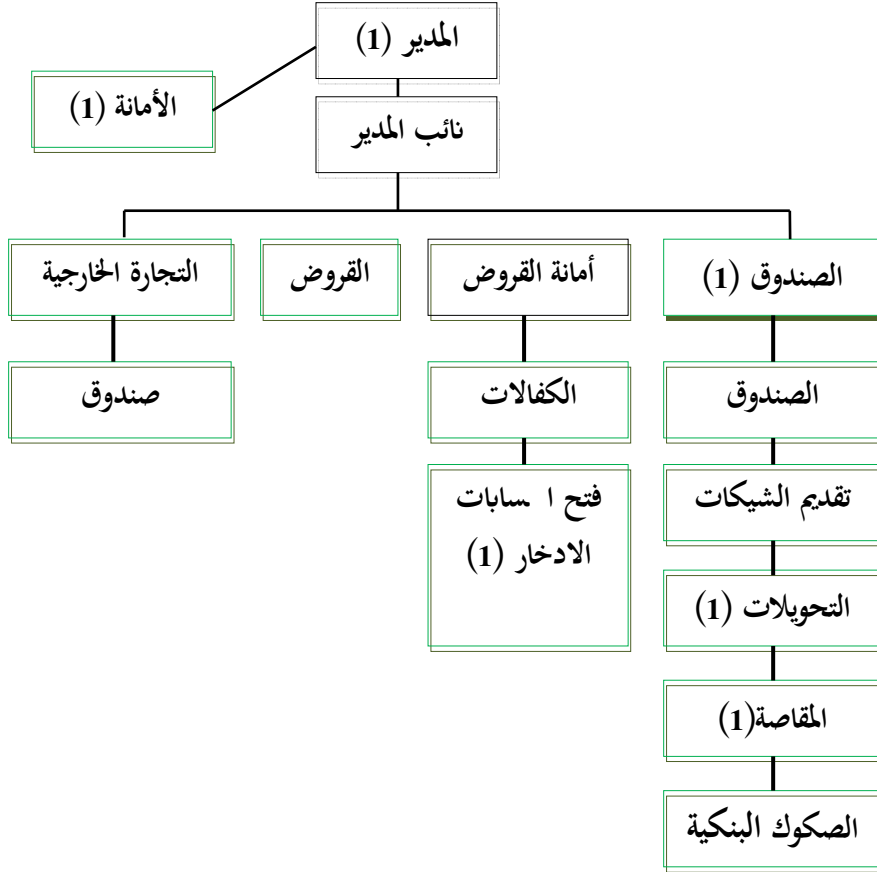 المدير (1)
الأمانة (1)
نائب المدير
الصندوق (1)
أمانة القروض
القروض
التجارة الخارجية
الصندوق
الكفالات
صندوق
تقديم الشيكات
فتح ا سابات
الادخار (1)
التحويلات (1)
المقاصة(1)
الصكوك البنكية